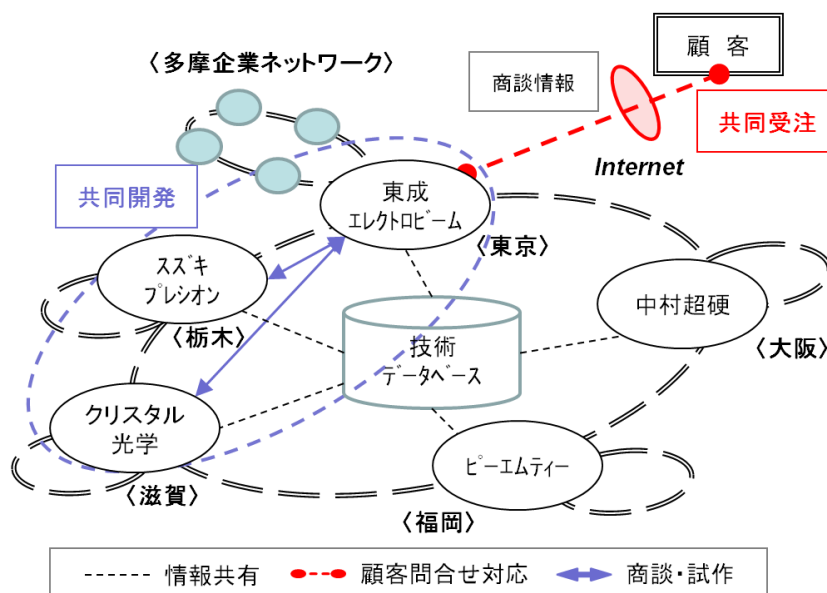 顧 客
〈多摩企業ネットワーク〉
商談情報
共同受注
Internet
共同開発
東成
ｴﾚｸﾄﾛﾋﾞｰﾑ
〈東京〉
ｽｽﾞｷ
ﾌﾟﾚｼｵﾝ
〈栃木〉
中村超硬
〈大阪〉
技術
ﾃﾞｰﾀﾍﾞｰｽ
クリスタル
光学
〈滋賀〉
ﾋﾟｰｴﾑﾃｨｰ
〈福岡〉
情報共有
顧客問合せ対応
商談・試作